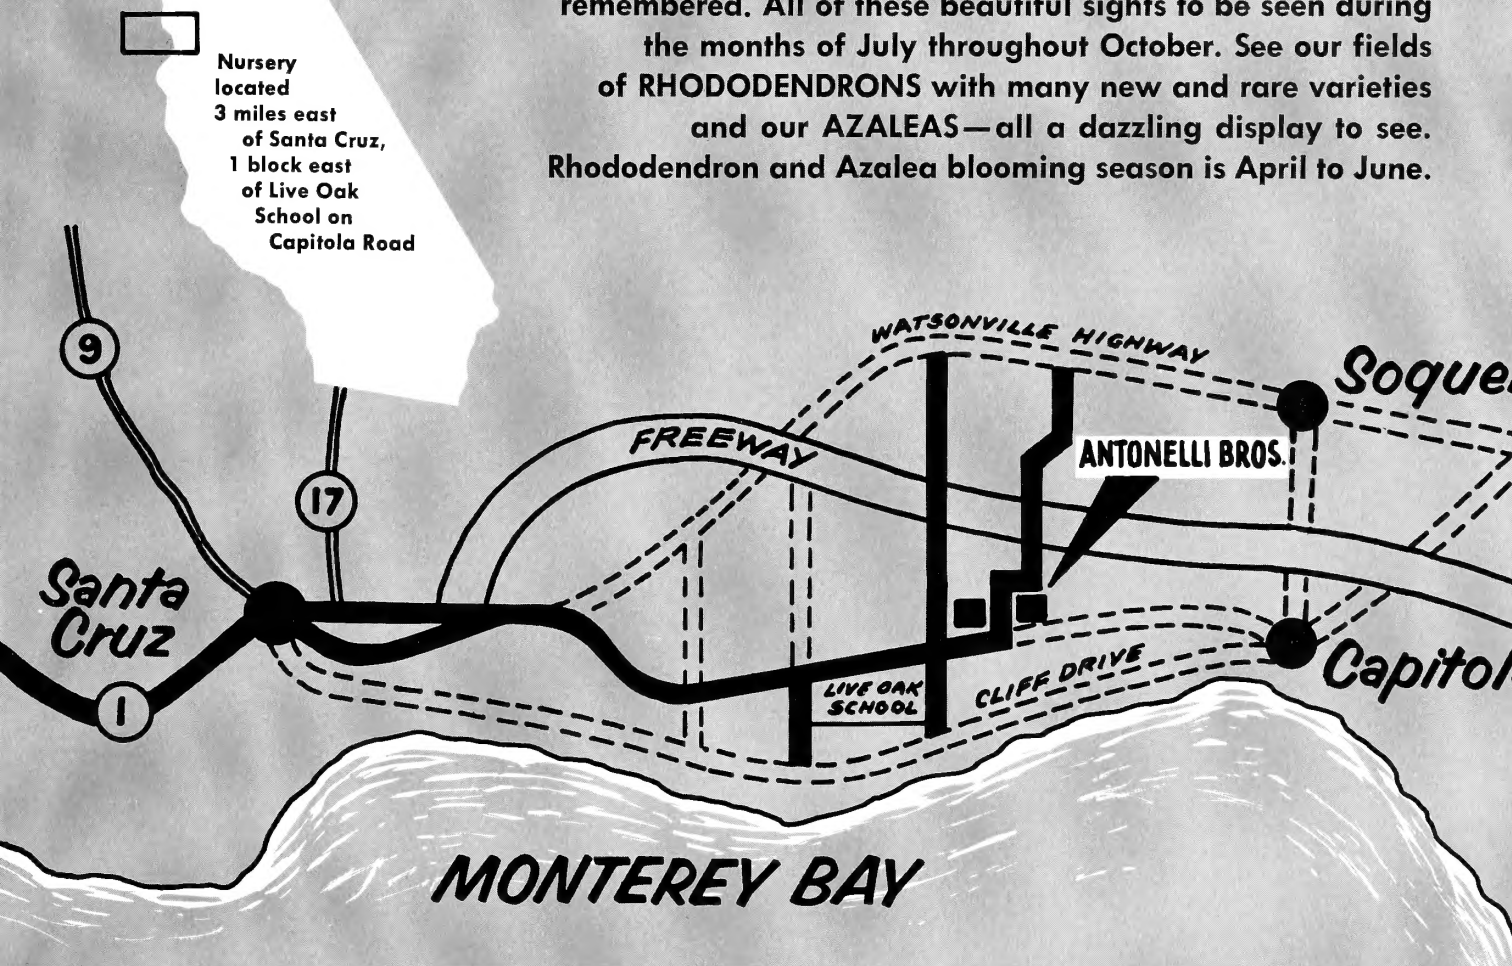 remembered. All of these beautiful sights to be seen during
the months of July throughout October. See our fields
of RHODODENDRONS with many new and rare varieties
and our AZALEAS—all a dazzling display to see.
Rhododendron and Azalea blooming season is April to June.
Nursery
located
3 miles east
of Santa Cruz,
1 block east
of Live Oak
School on
Capitola Road
9
17
1
Santa
Cruz
FREEWAY
WATSONVILLE HIGHWAY
Soque
ANTONELLI BROS.
LIVE OAK
SCHOOL
CLIFF DRIVE
Capitol
MONTEREY BAY